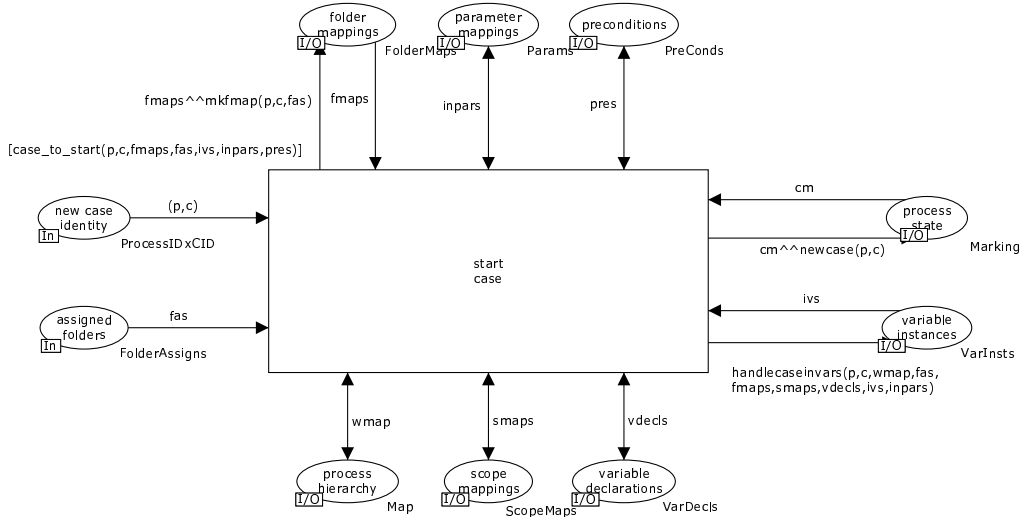 folder
mappings
I/O
FolderMaps
parameter
mappings
I/O
Params
preconditions
I/O
PreConds
fmaps^^mkfmap(p,c,fas)
fmaps
inpars
pres
[case_to_start(p,c,fmaps,fas,ivs,inpars,pres)]
new case
identity
In
(p,c)
ProcessIDxCID
cm
process
state
I/O
Marking
cm^^newcase(p,c)
start
case
assigned
folders
In
fas
FolderAssigns
ivs
variable
instances
I/O
VarInsts
handlecaseinvars(p,c,wmap,fas,
fmaps,smaps,vdecls,ivs,inpars)
wmap
smaps
vdecls
process
hierarchy
I/O
Map
scope
mappings
I/O
ScopeMaps
variable
declarations
I/O
VarDecls